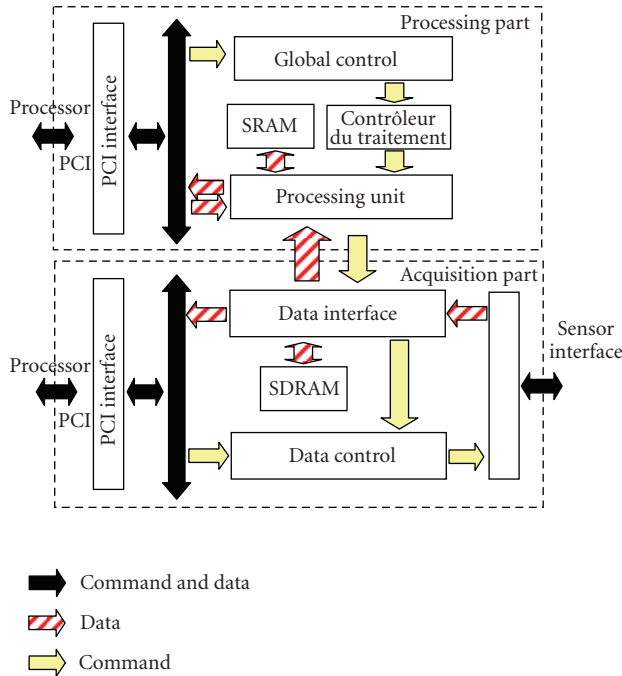 Processing part
Global control
Processor
PCI
PCI interface
SRAM
Contrôleur
du traitement
Processing unit
Acquisition part
Data interface
Sensor
interface
Processor
PCI
PCI interface
SDRAM
Data control
Command and data
Data
Command